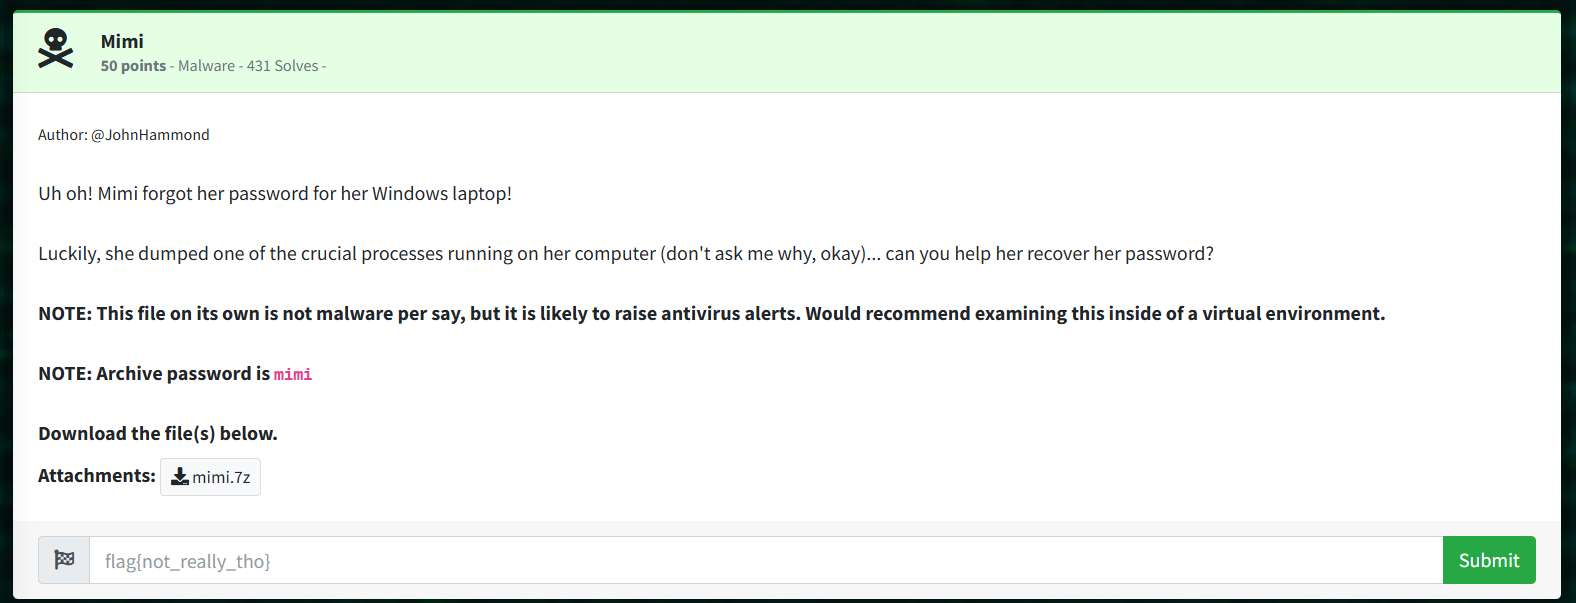 Mimi
50 points - Malware - 431 Solves -
Author: @JohnHammond
Uh oh! Mimi forgot her password for her Windows laptop!
Luckily, she dumped one of the crucial processes running on her computer (don't ask me why, okay)... can you help her recover her password?
NOTE: This file on its own is not malware per say, but it is likely to raise antivirus alerts. Would recommend examining this inside of a virtual environment.
NOTE: Archive password is mimi
Download the file(s) below.
Attachments: mimi.7z
flag{not_really_tho} Submit